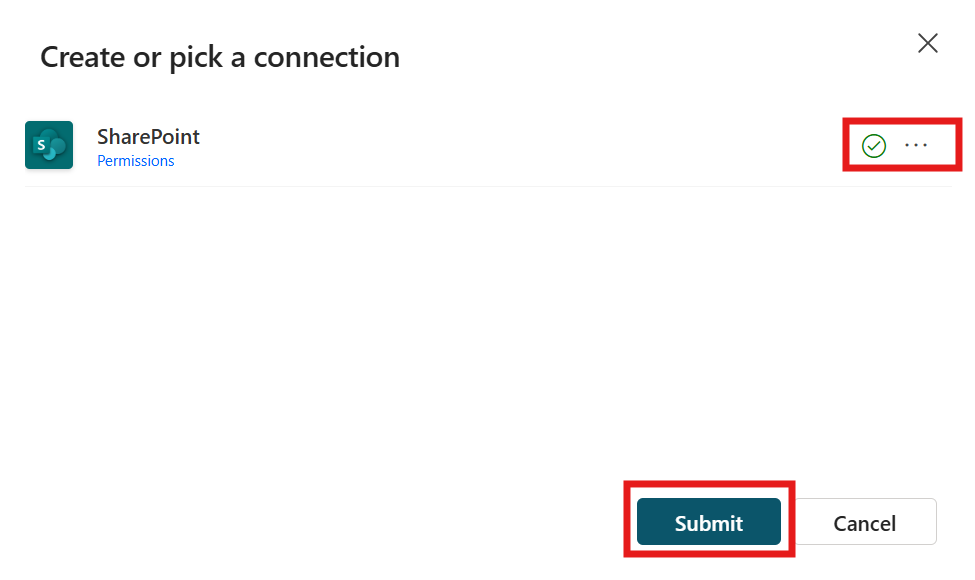 Create or pick a connection
S
SharePoint
Permissions
Submit
Cancel